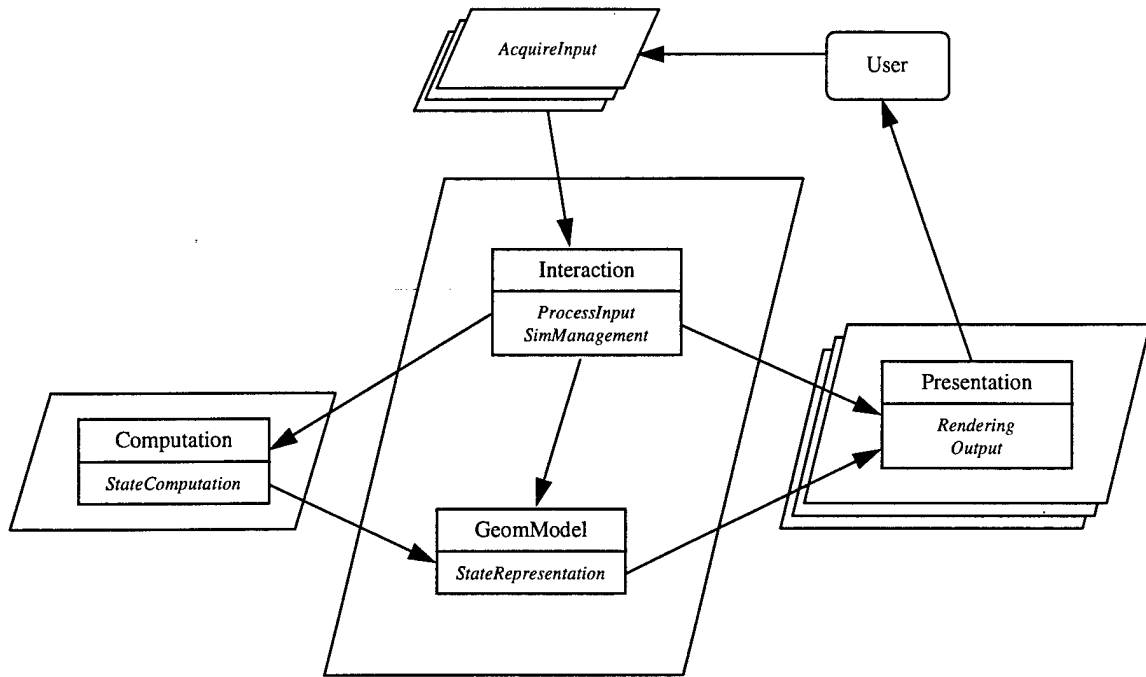 AcquireInput
User
Interaction
ProcessInput
SimManagement
Presentation
Rendering
Output
Computation
StateComputation
GeomModel
StateRepresentation